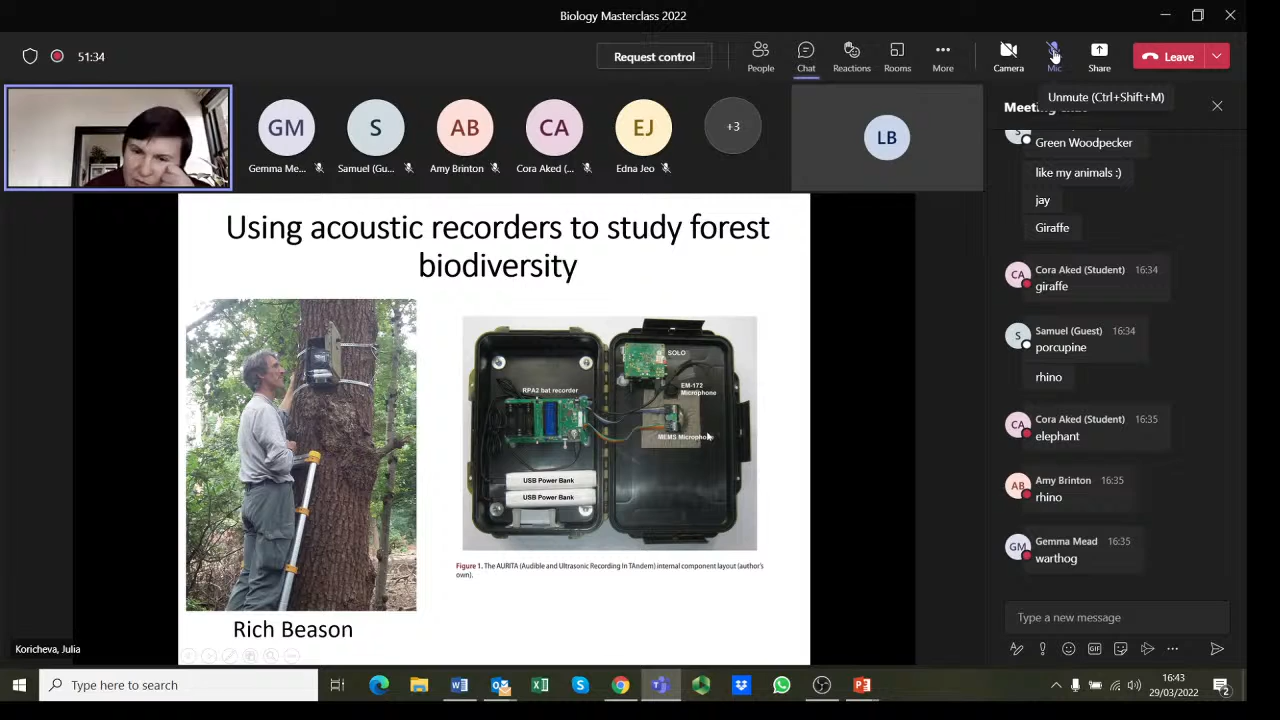 Biology Masterclass 2022
51:34
Request control
People
Chat
Reactions
Rooms
More
Camera
Mic
Share
Leave
Unmute (Ctrl+Shift+M)
GM
S
AB
CA
EJ
+3
LB
Gemma Me...
Samuel (Gu...
Amy Brinton
Cora Aked (...
Edna Jeo
S
Green Woodpecker
like my animals :)
jay
Giraffe
CA
Cora Aked (Student) 16:34
giraffe
S
Samuel (Guest) 16:34
porcupine
rhino
CA
Cora Aked (Student) 16:35
elephant
AB
Amy Brinton 16:35
rhino
GM
Gemma Mead 16:35
warthog
Type a new message
GIF
Using acoustic recorders to study forest
biodiversity
SOLO
RPA2 bat recorder
EM-172
Microphone
MEMS Microphone
USB Power Bank
USB Power Bank
Figure 1. The AURITA (Audible and Ultrasonic Recording In TAndem) internal component layout (author's
own).
Rich Beason
Koricheva, Julia
Type here to search
16:43
29/03/2022
2